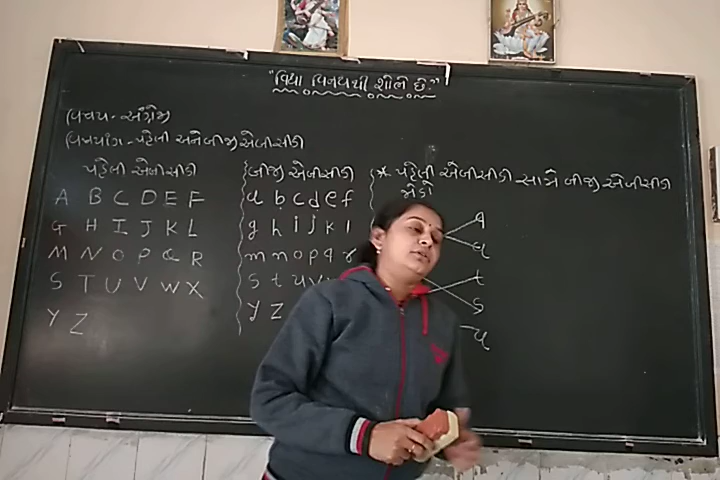 "વિદ્યા વિનયથી શોભે છે."
વિષય - અંગ્રેજી
વિષયાંગ - પહેલી અને બીજી એબીસીડી
પહેલી એબીસીડી
A B C D E F
G H I J K L
M N O P Q R
S T U V W X
Y Z
બીજી એબીસીડી
a b c d e f
g h i j k l
m n o p q r
s t u v
y z
* પહેલી એબીસીડી સામે બીજી એબીસીડી
જોડો
t
s